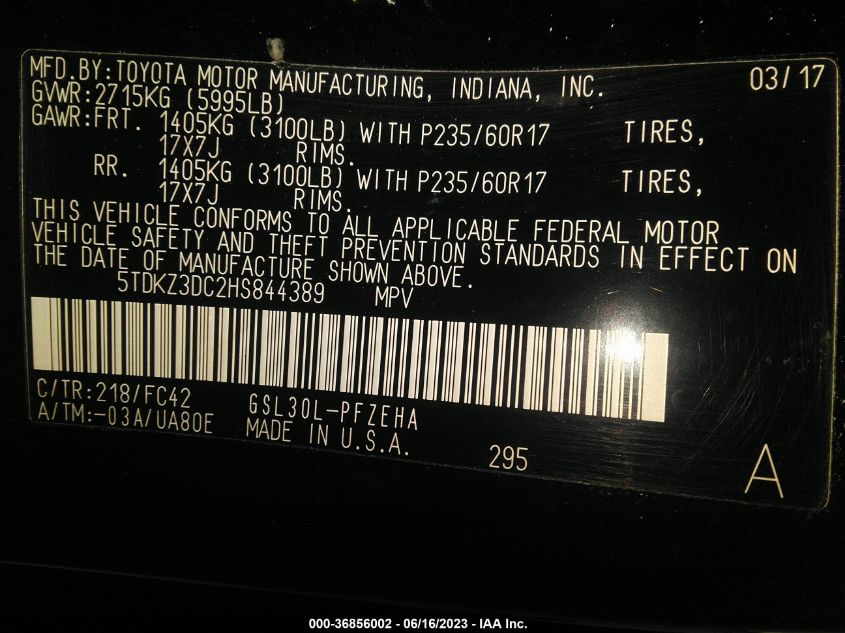 MFD.BY:TOYOTA MOTOR MANUFACTURING, INDIANA, INC. 03/17
GVWR:2715KG (5995LB)
GAWR:FRT. 1405KG (3100LB) WITH P235/60R17 TIRES,
17X7J RIMS.
RR. 1405KG (3100LB) WITH P235/60R17 TIRES,
17X7J RIMS.
THIS VEHICLE CONFORMS TO ALL APPLICABLE FEDERAL MOTOR
VEHICLE SAFETY AND THEFT PREVENTION STANDARDS IN EFFECT ON
THE DATE OF MANUFACTURE SHOWN ABOVE.
5TDKZ3DC2HS844389 MPV
C/TR:218/FC42 GSL30L-PFZEHA
A/TM:-03A/UA80E MADE IN U.S.A. 295 A
000-36856002 - 06/16/2023 - IAA Inc.